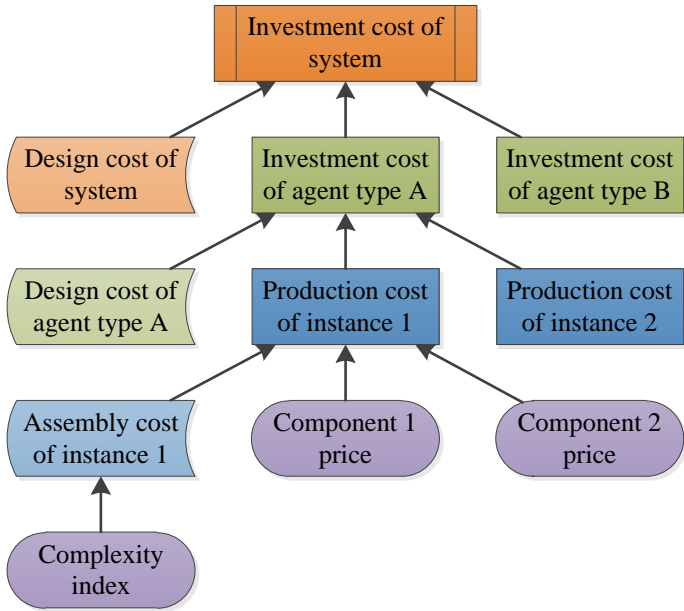 Investment cost of
system
Design cost of
system
Investment cost
of agent type A
Investment cost
of agent type B
Design cost of
agent type A
Production cost
of instance 1
Production cost
of instance 2
Assembly cost
of instance 1
Component 1
price
Component 2
price
Complexity
index